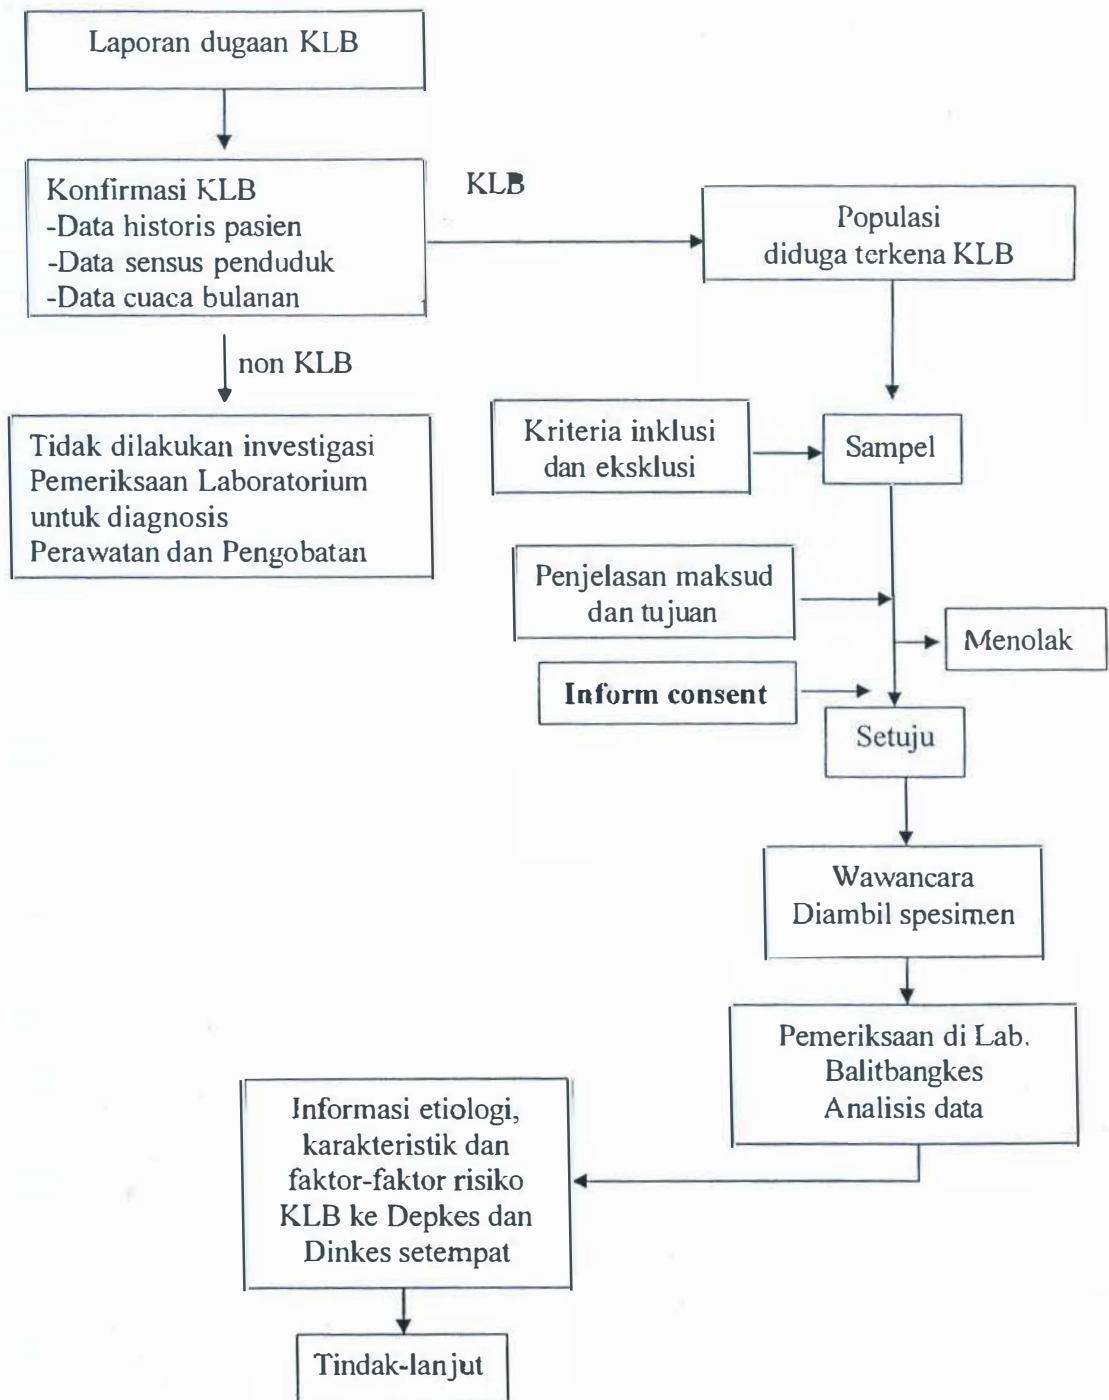 Laporan dugaan KLB
Konfirmasi KLB
-Data historis pasien
-Data sensus penduduk
-Data cuaca bulanan
KLB
Populasi
diduga terkena KLB
non KLB
Tidak dilakukan investigasi
Pemeriksaan Laboratorium
untuk diagnosis
Perawatan dan Pengobatan
Kriteria inklusi
dan eksklusi
Sampel
Penjelasan maksud
dan tujuan
Menolak
Inform consent
Setuju
Wawancara
Diambil spesimen
Pemeriksaan di Lab.
Balitbangkes
Analisis data
Informasi etiologi,
karakteristik dan
faktor-faktor risiko
KLB ke Depkes dan
Dinkes setempat
Tindak-lanjut